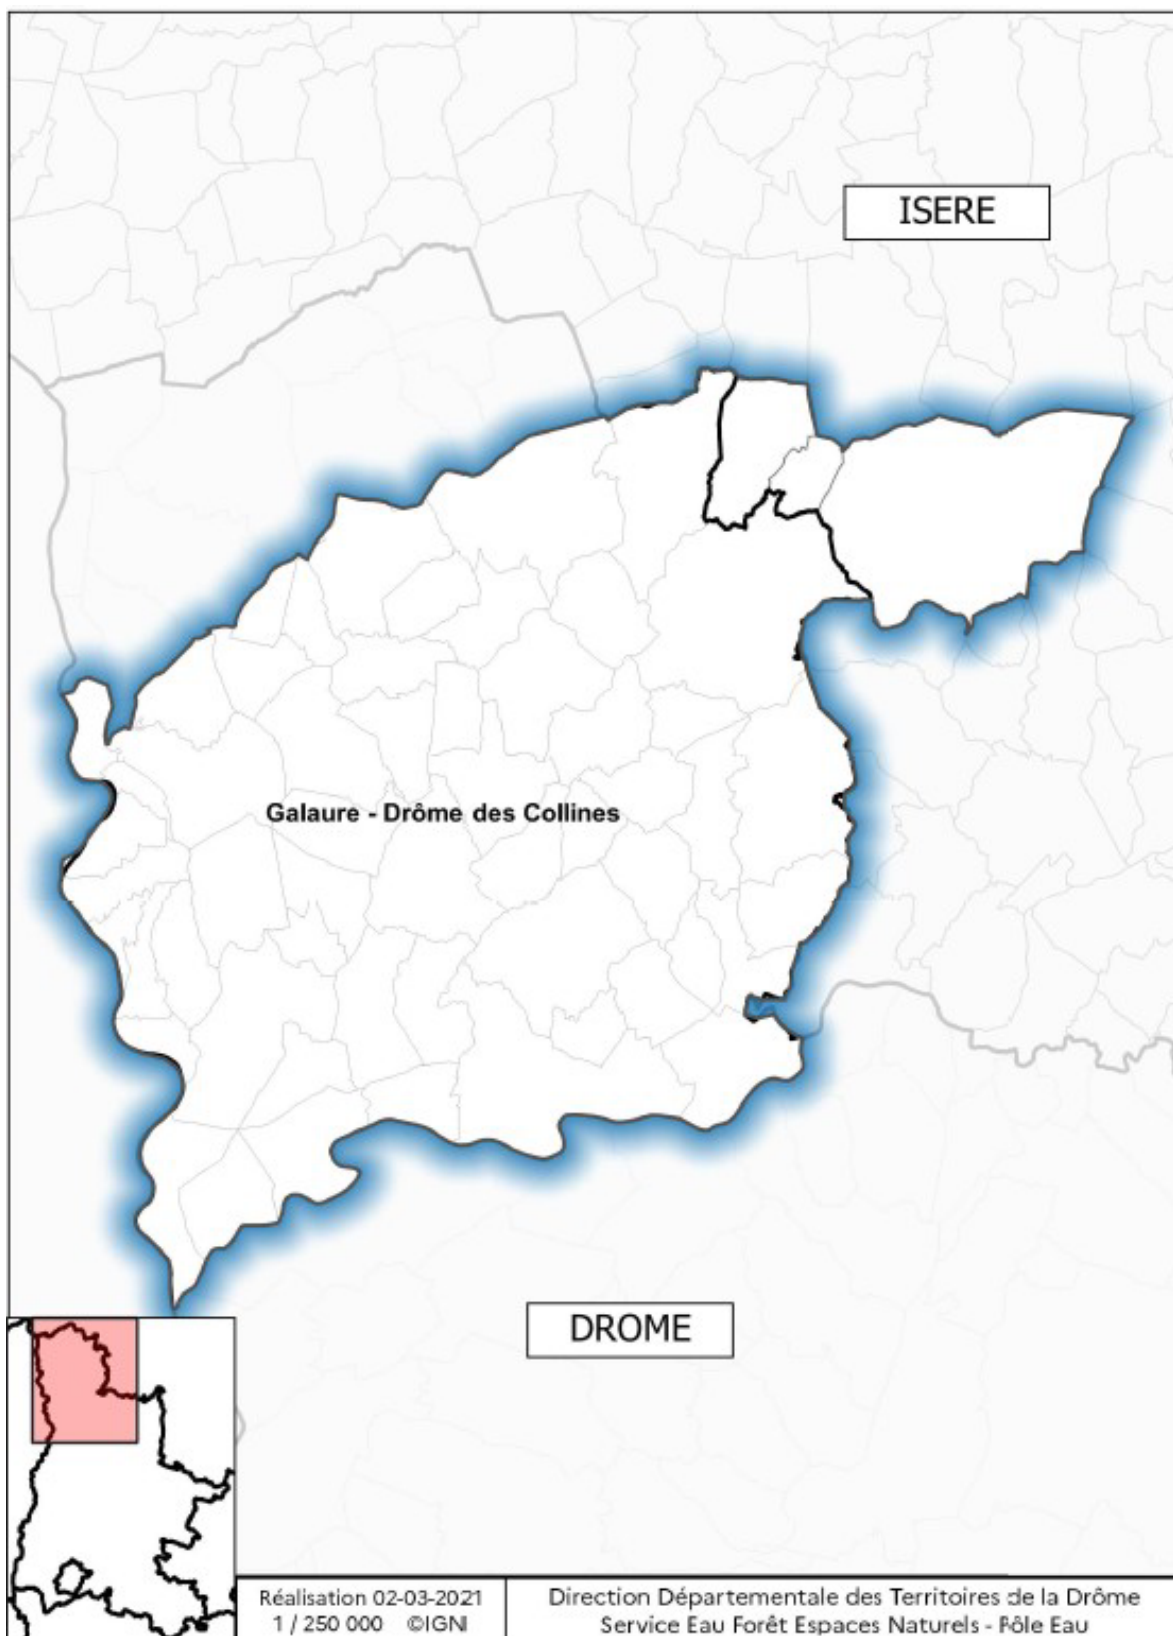 ISERE
Galaure - Drôme des Collines
DROME
Réalisation 02-03-2021
1 / 250 000 ©IGN
Direction Départementale des Territoires de la Drôme
Service Eau Forêt Espaces Naturels - Pôle Eau